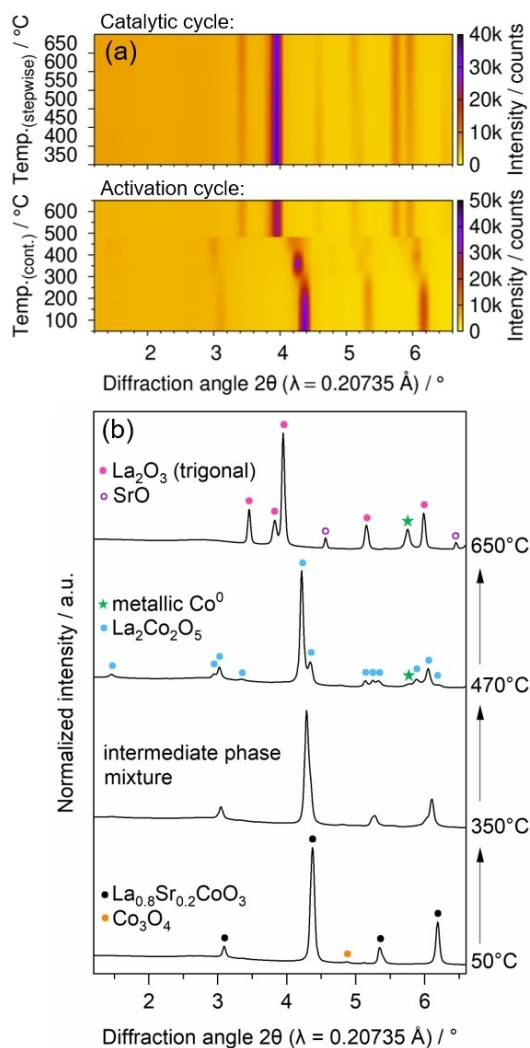 Catalytic cycle:
(a)
Temp.(stepwise) / °C
650
600
550
500
450
400
350
40k
30k
20k
10k
0
Intensity / counts
Activation cycle:
Temp.(cont.) / °C
600
500
400
300
200
100
50k
40k
30k
20k
10k
0
Intensity / counts
2 3 4 5 6
Diffraction angle 2θ (λ = 0.20735 Å) / °
(b)
Normalized intensity / a.u.
La₂O₃ (trigonal)
SrO
650°C
metallic Co⁰
La₂Co₂O₅
470°C
intermediate phase
mixture
350°C
La₀.₈Sr₀.₂CoO₃
Co₃O₄
50°C
2 3 4 5 6
Diffraction angle 2θ (λ = 0.20735 Å) / °